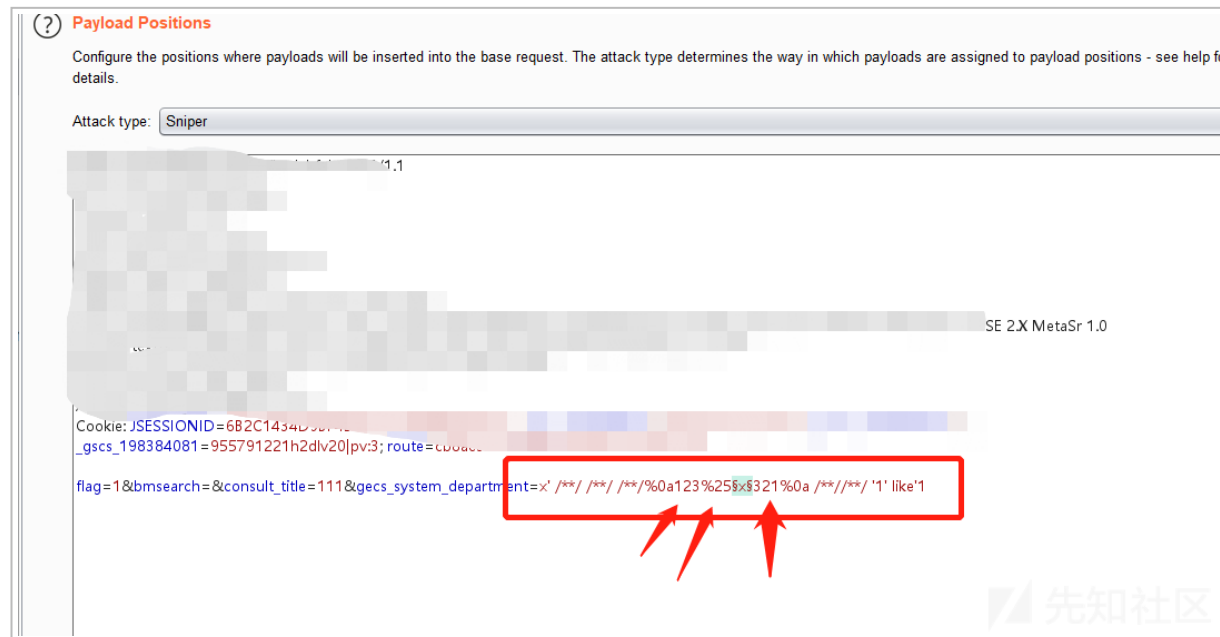 (?) Payload Positions
Configure the positions where payloads will be inserted into the base request. The attack type determines the way in which payloads are assigned to payload positions - see help
details.
Attack type: Sniper
/1.1
SE 2.X MetaSr 1.0
Cookie: JSESSIONID=6B2C1434D9
_gscs_198384081=955791221h2dlv20|pv:3; route=
flag=1&bmsearch=&consult_title=111&gecs_system_department=x' /**/ /**/ /**/%0a123%25§x§321%0a /**//**/ '1' like'1
先知社区